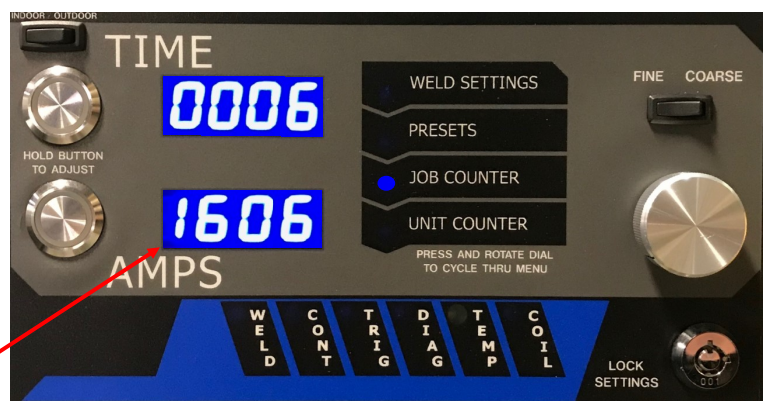 INDOOR / OUTDOOR
TIME
0006
HOLD BUTTON
TO ADJUST
1606
AMPS
WELD SETTINGS
PRESETS
JOB COUNTER
UNIT COUNTER
PRESS AND ROTATE DIAL
TO CYCLE THRU MENU
FINE COARSE
WELD
CONT
TRIG
DIAG
TEMP
COIL
LOCK
SETTINGS
001